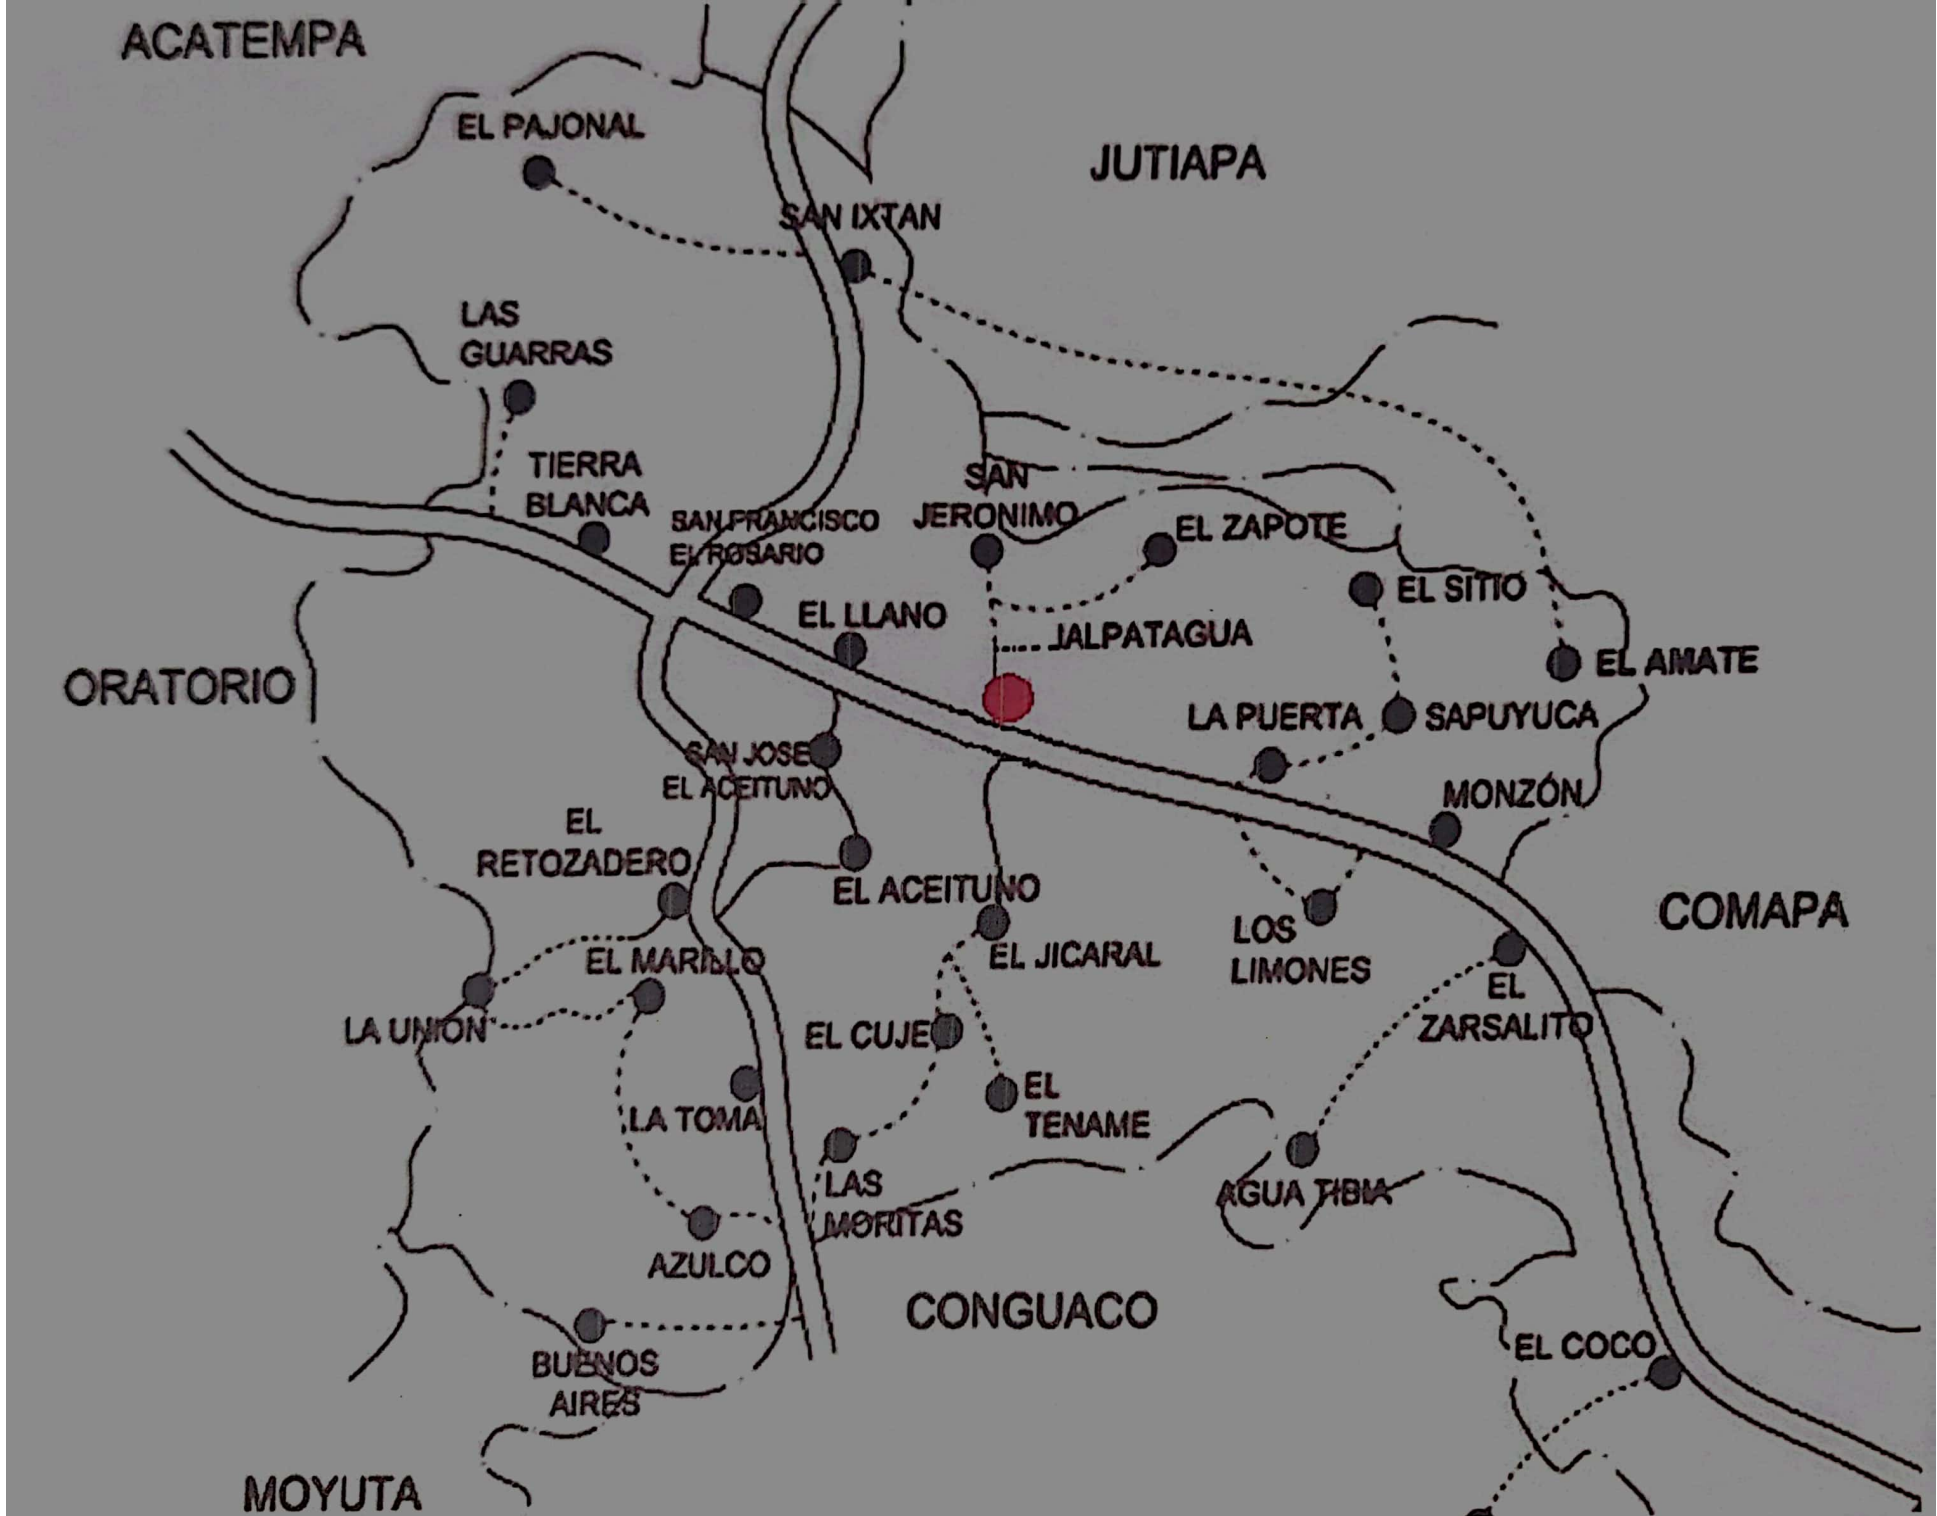 ACATEMPA
EL PAJONAL
JUTIAPA
SAN IXTAN
LAS
GUARRAS
TIERRA
BLANCA
SAN FRANCISCO
EL ROSARIO
SAN
JERONIMO
EL ZAPOTE
EL SITIO
EL LLANO
JALPATAGUA
EL AMATE
ORATORIO
LA PUERTA
SAPUYUCA
SAN JOSE
EL ACEITUNO
MONZÓN
EL
RETOZADERO
EL ACEITUNO
COMAPA
LOS
LIMONES
EL JICARAL
EL MARILLO
EL
ZARSALITO
LA UNION
EL CUJE
EL
TENAME
LA TOMA
LAS
MORITAS
AGUA TIBIA
AZULCO
CONGUACO
EL COCO
BUENOS
AIRES
MOYUTA